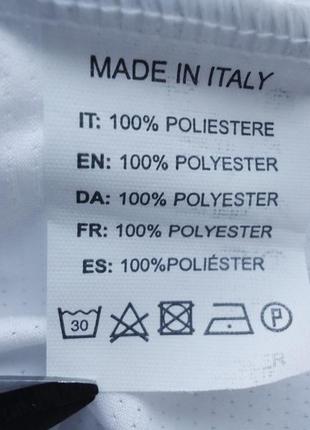 MADE IN ITALY
IT: 100% POLIESTERE
EN: 100% POLYESTER
DA: 100% POLYESTER
FR: 100% POLYESTER
ES: 100%POLIÉSTER
30 P